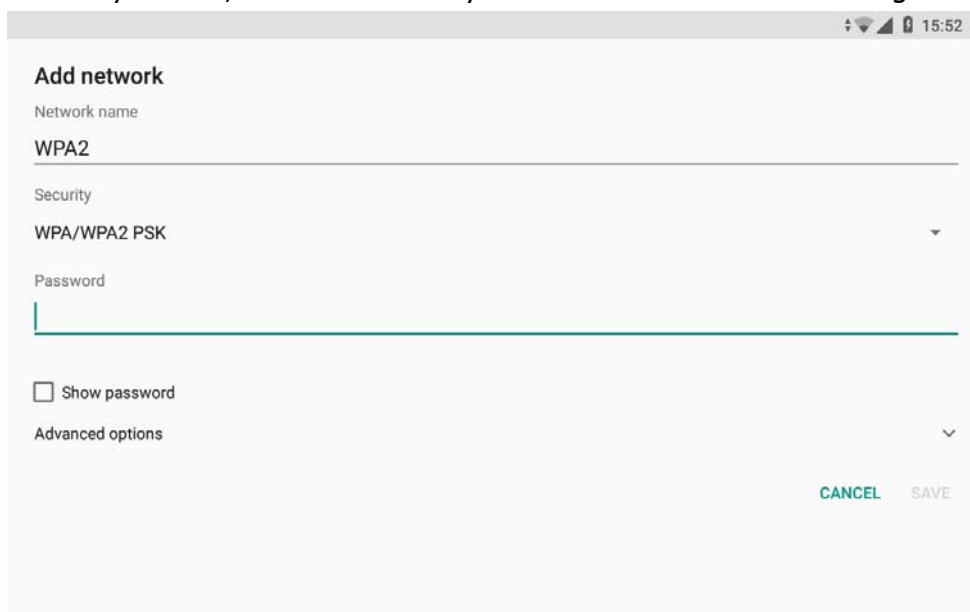 15:52
Add network
Network name
WPA2
Security
WPA/WPA2 PSK
Password
Show password
Advanced options
CANCEL SAVE